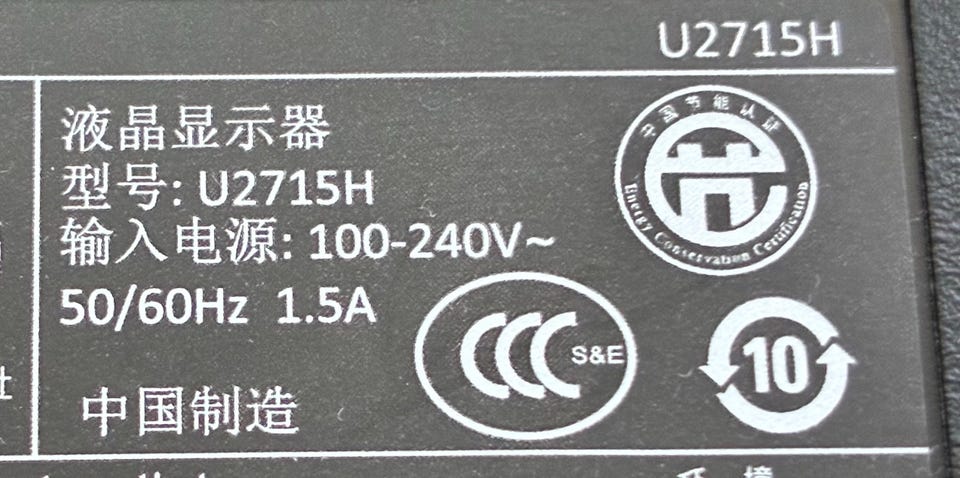 U2715H
液晶显示器
型号: U2715H
输入电源: 100-240V~
50/60Hz 1.5A
中国制造
中国节能认证
Energy Conservation Certification
CCC S&E
10